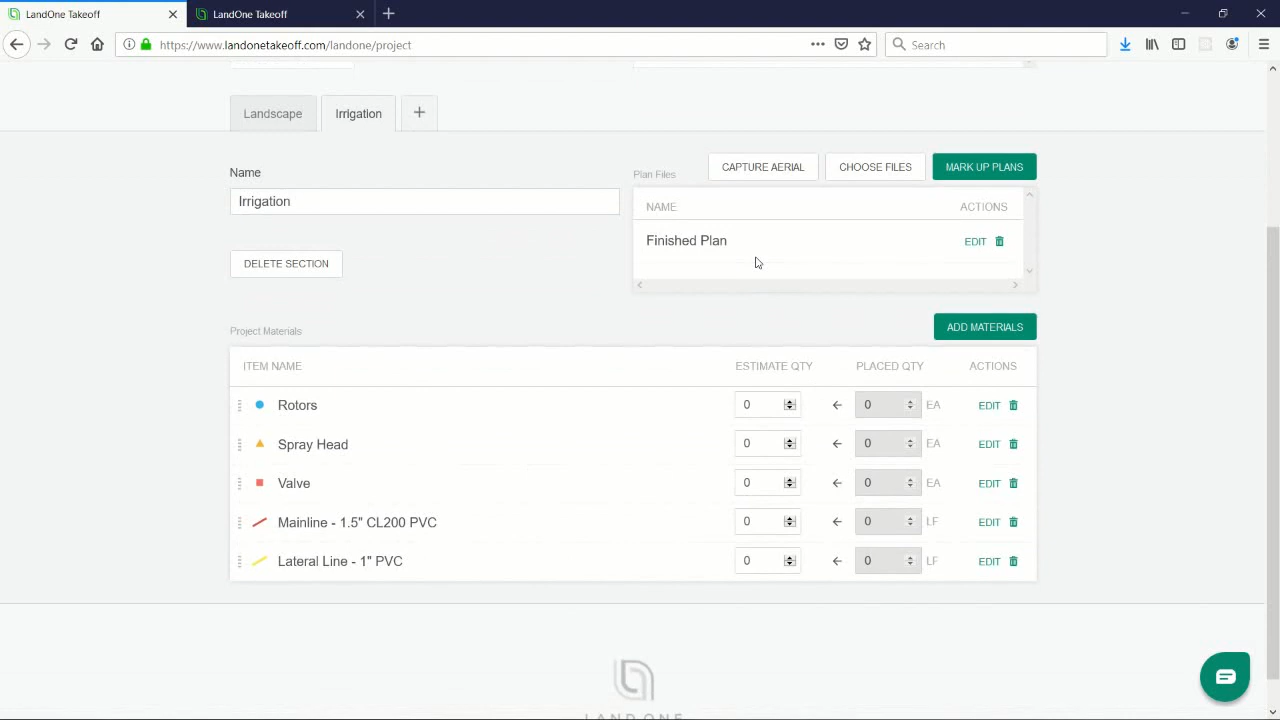 LandOne Takeoff
LandOne Takeoff
https://www.landonetakeoff.com/landone/project
Search
Landscape
Irrigation
Name
Plan Files
CAPTURE AERIAL
CHOOSE FILES
MARK UP PLANS
Irrigation
NAME
ACTIONS
Finished Plan
EDIT
DELETE SECTION
Project Materials
ADD MATERIALS
ITEM NAME ESTIMATE QTY PLACED QTY ACTIONS
Rotors 0 0 EA EDIT
Spray Head 0 0 EA EDIT
Valve 0 0 EA EDIT
Mainline - 1.5" CL200 PVC 0 0 LF EDIT
Lateral Line - 1" PVC 0 0 LF EDIT
LAND ONE